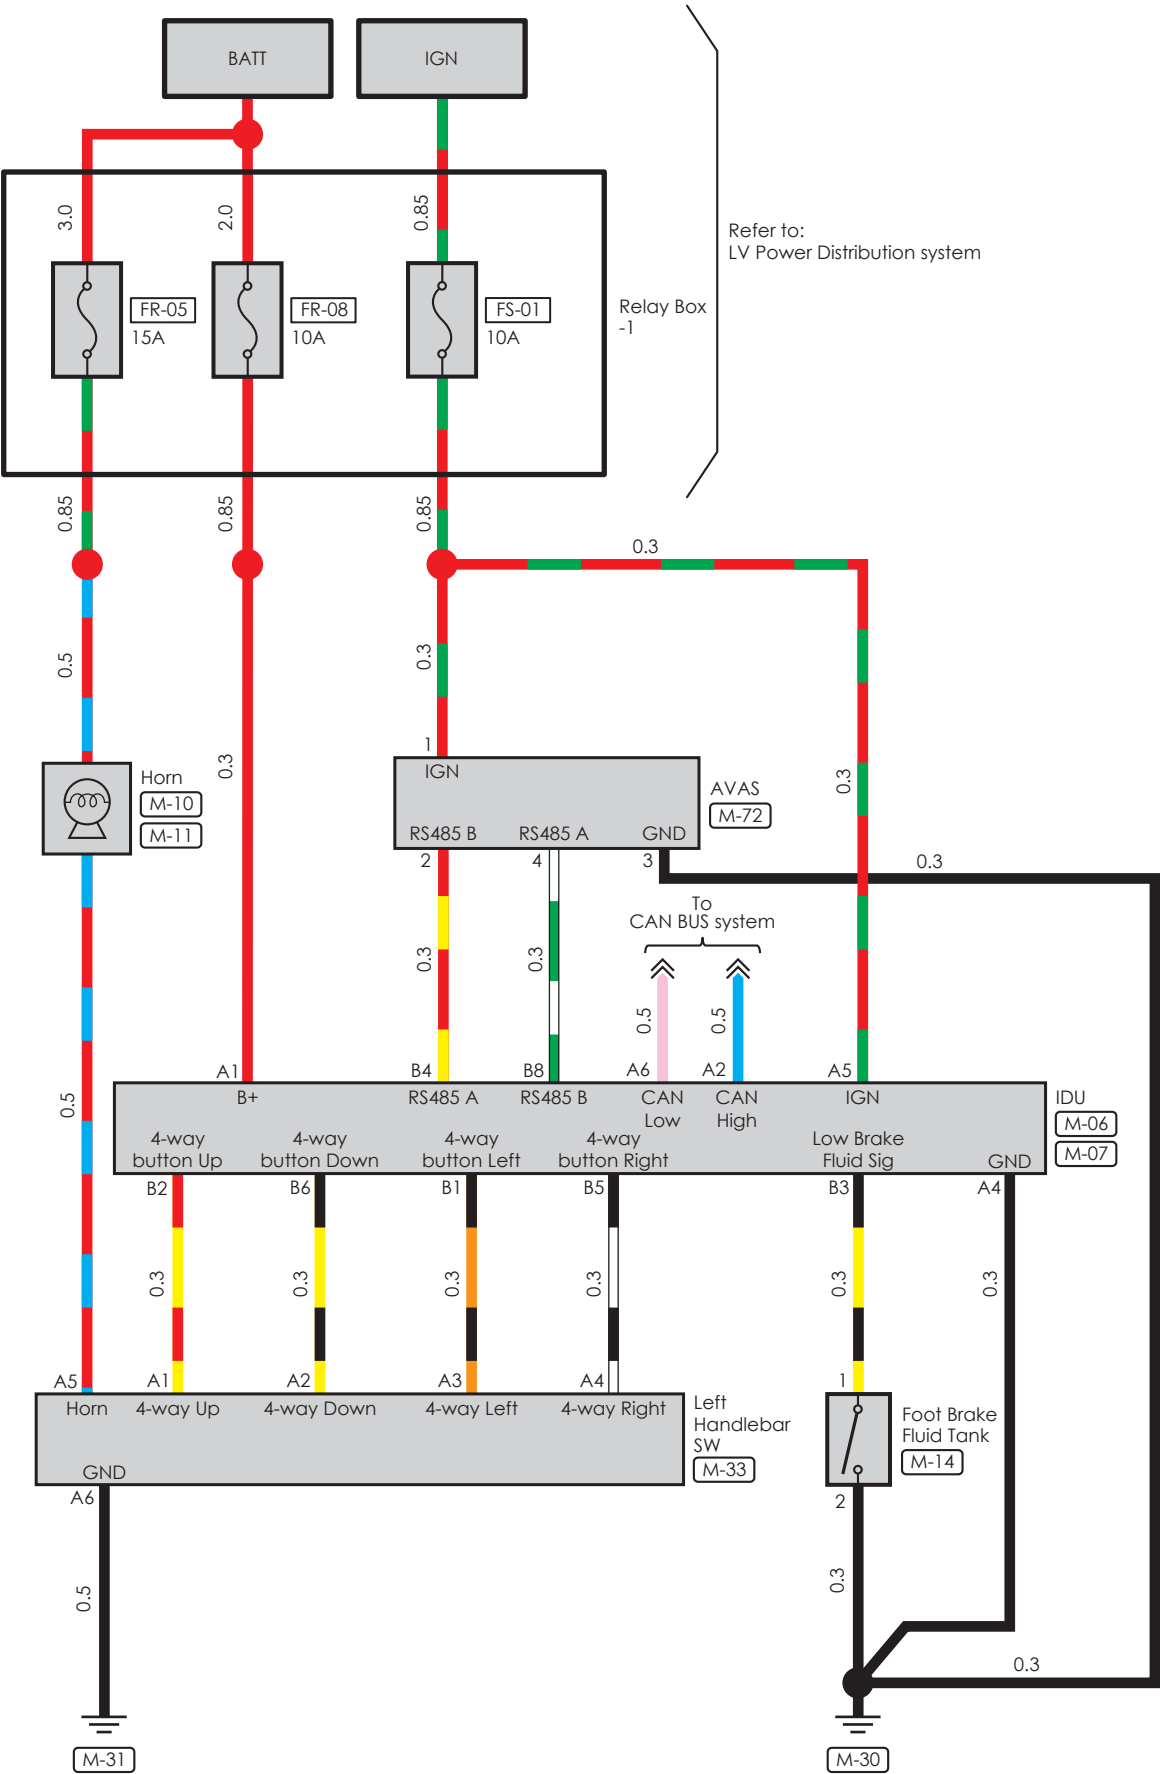 BATT
IGN
3.0
2.0
0.85
Refer to:
LV Power Distribution system
FR-05
15A
FR-08
10A
FS-01
10A
Relay Box
-1
0.85
0.85
0.85
0.3
0.5
0.3
0.3
0.3
1
IGN
Horn
M-10
M-11
AVAS
M-72
RS485 B
RS485 A
GND
2
4
3
0.3
To
CAN BUS system
0.3
0.3
0.5
0.5
A1
B4
B8
A6
A2
A5
B+
RS485 A
RS485 B
CAN
Low
CAN
High
IGN
IDU
M-06
M-07
0.5
4-way
button Up
4-way
button Down
4-way
button Left
4-way
button Right
Low Brake
Fluid Sig
GND
B2
B6
B1
B5
B3
A4
0.3
0.3
0.3
0.3
0.3
0.3
A5
A1
A2
A3
A4
1
Horn
4-way Up
4-way Down
4-way Left
4-way Right
Left
Handlebar
SW
M-33
Foot Brake
Fluid Tank
M-14
GND
A6
2
0.5
0.3
0.3
M-31
M-30